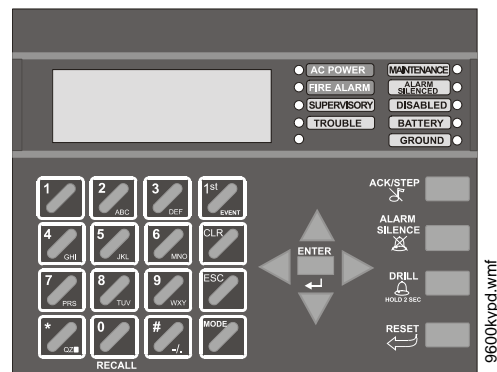 AC POWER MAINTENANCE
FIRE ALARM ALARM SILENCED
SUPERVISORY DISABLED
TROUBLE BATTERY
GROUND
1 2 ABC 3 DEF 1st EVENT
ACK/STEP
4 GHI 5 JKL 6 MNO CLR
ENTER
ALARM
SILENCE
7 PRS 8 TUV 9 WXY ESC
DRILL
HOLD 2 SEC
* QZ 0 # -/. MODE
RESET
RECALL
9600kypd.wmf